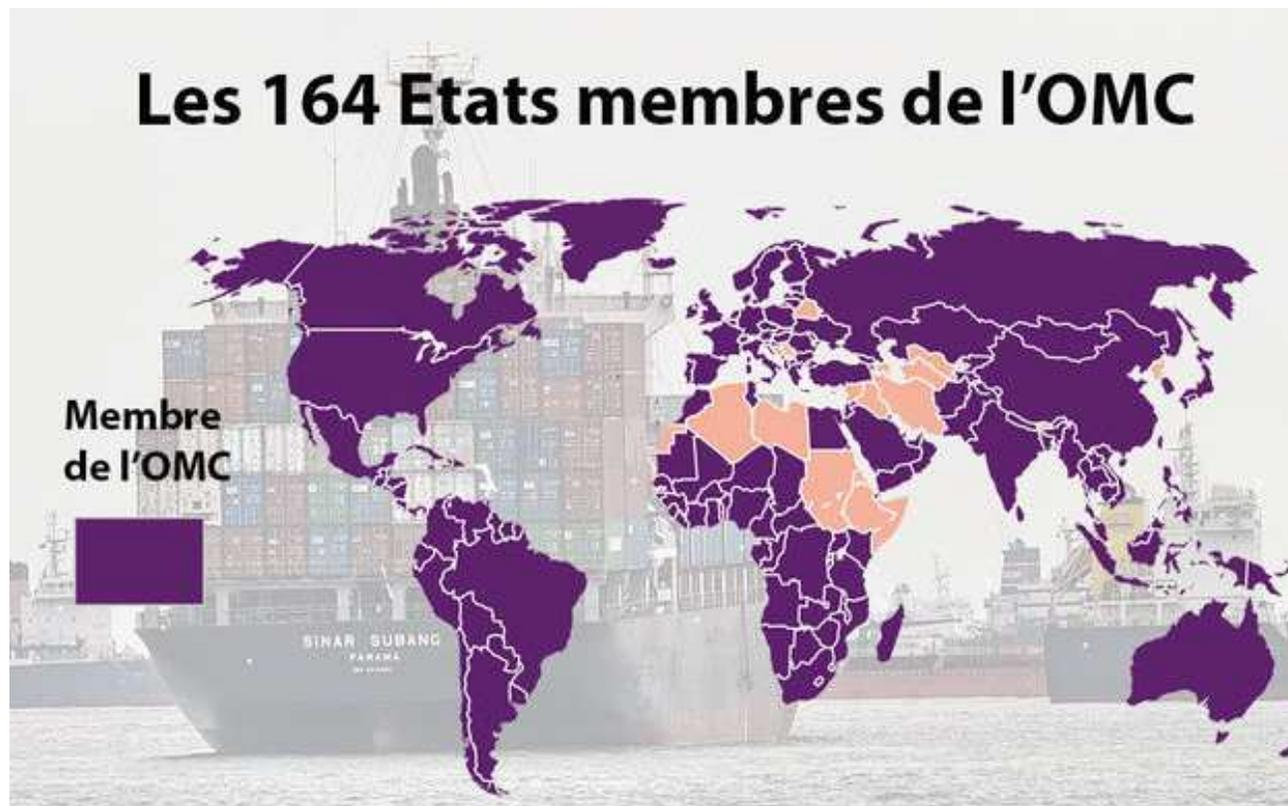 Les 164 Etats membres de l'OMC
Membre
de l'OMC
SINAR SUBANG
PANAMA